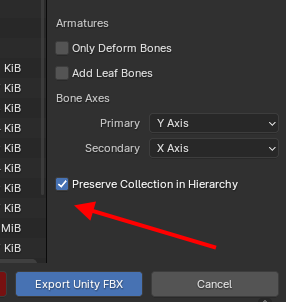 Armatures
Only Deform Bones
KiB
Add Leaf Bones
KiB
Bone Axes
KiB
KiB
Primary Y Axis
KiB
Secondary X Axis
KiB
KiB
Preserve Collection in Hierarchy
KiB
MiB
KiB
Export Unity FBX Cancel